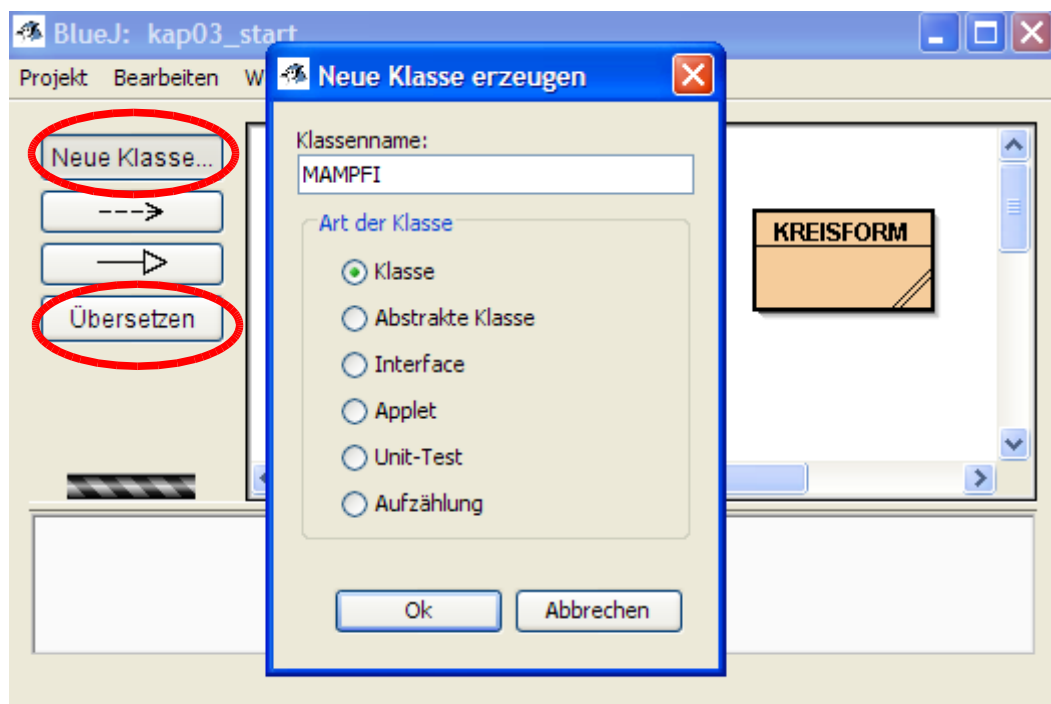 BlueJ: kap03_start
Projekt Bearbeiten W
Neue Klasse...
Übersetzen
Neue Klasse erzeugen
Klassenname:
MAMPFI
Art der Klasse
Klasse
Abstrakte Klasse
Interface
Applet
Unit-Test
Aufzählung
Ok Abbrechen
KREISFORM